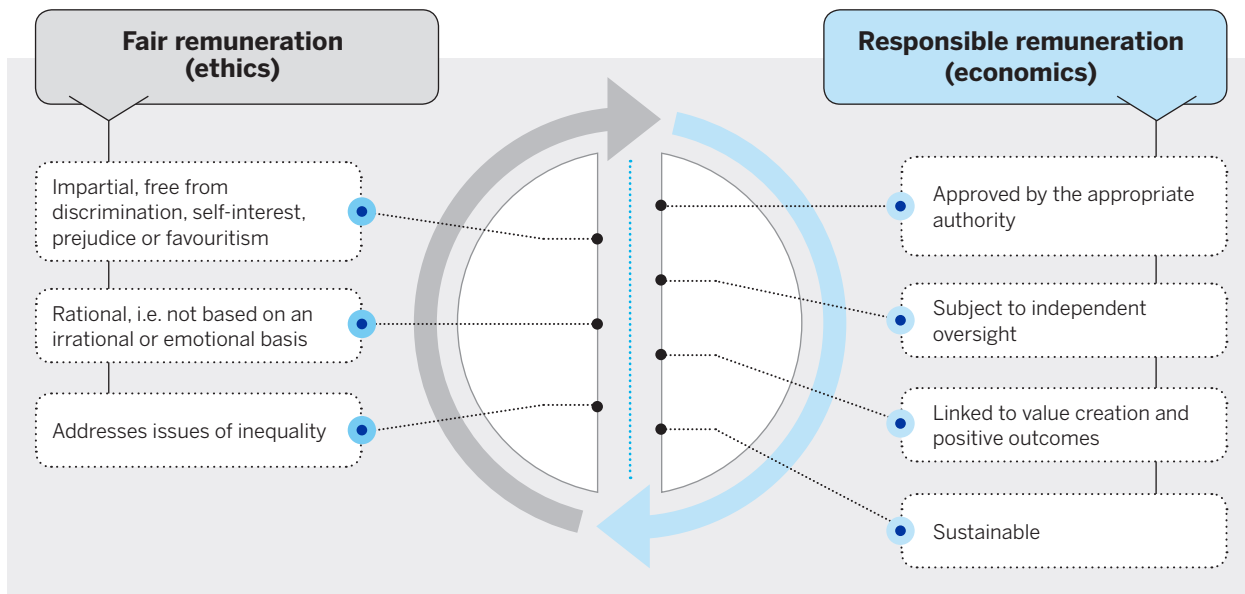 Fair remuneration
(ethics)
Impartial, free from
discrimination, self-interest,
prejudice or favouritism
Rational, i.e. not based on an
irrational or emotional basis
Addresses issues of inequality
Responsible remuneration
(economics)
Approved by the appropriate
authority
Subject to independent
oversight
Linked to value creation and
positive outcomes
Sustainable